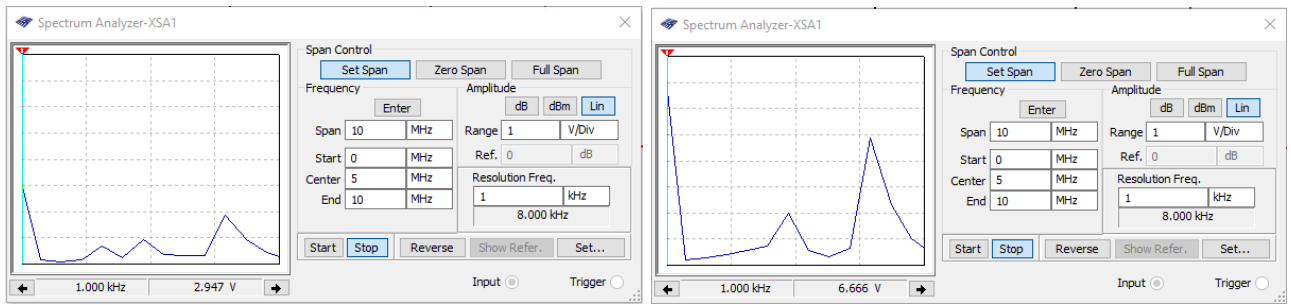 Spectrum Analyzer-XSA1
1
Span Control
Set Span Zero Span Full Span
Frequency Amplitude
Enter dB dBm Lin
Span 10 MHz Range 1 V/Div
Start 0 MHz Ref. 0 dB
Center 5 MHz Resolution Freq.
End 10 MHz 1 kHz
8.000 kHz
Start Stop Reverse Show Refer. Set...
1.000 kHz 2.947 V Input Trigger
Spectrum Analyzer-XSA1
1
Span Control
Set Span Zero Span Full Span
Frequency Amplitude
Enter dB dBm Lin
Span 10 MHz Range 1 V/Div
Start 0 MHz Ref. 0 dB
Center 5 MHz Resolution Freq.
End 10 MHz 1 kHz
8.000 kHz
Start Stop Reverse Show Refer. Set...
1.000 kHz 6.666 V Input Trigger